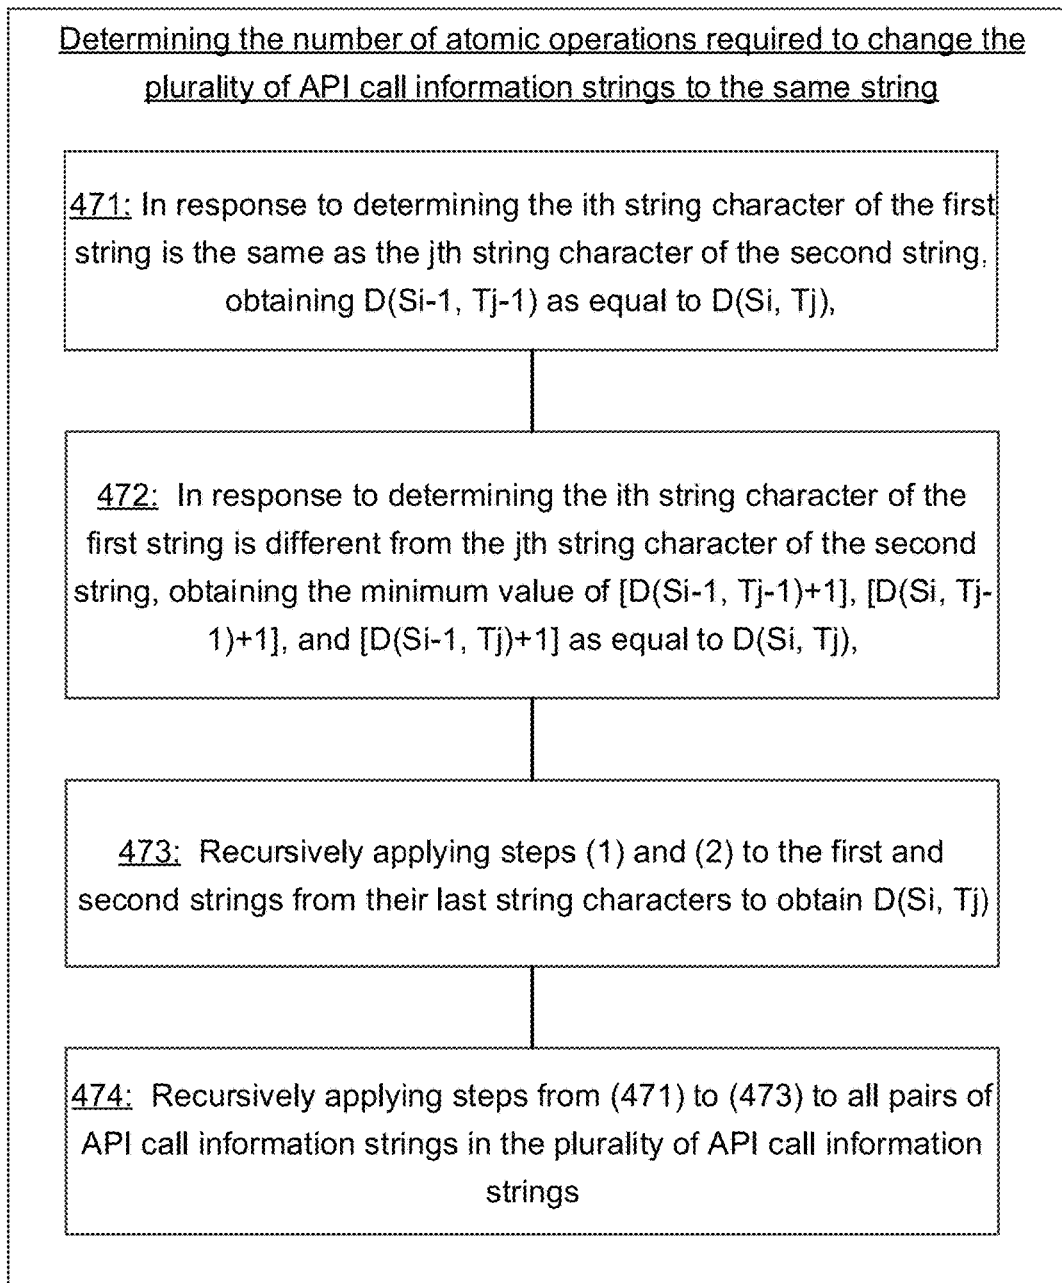 Determining the number of atomic operations required to change the
plurality of API call information strings to the same string
471: In response to determining the ith string character of the first
string is the same as the jth string character of the second string,
obtaining D(Si-1, Tj-1) as equal to D(Si, Tj),
472: In response to determining the ith string character of the
first string is different from the jth string character of the second
string, obtaining the minimum value of [D(Si-1, Tj-1)+1], [D(Si, Tj-
1)+1], and [D(Si-1, Tj)+1] as equal to D(Si, Tj),
473: Recursively applying steps (1) and (2) to the first and
second strings from their last string characters to obtain D(Si, Tj)
474: Recursively applying steps from (471) to (473) to all pairs of
API call information strings in the plurality of API call information
strings